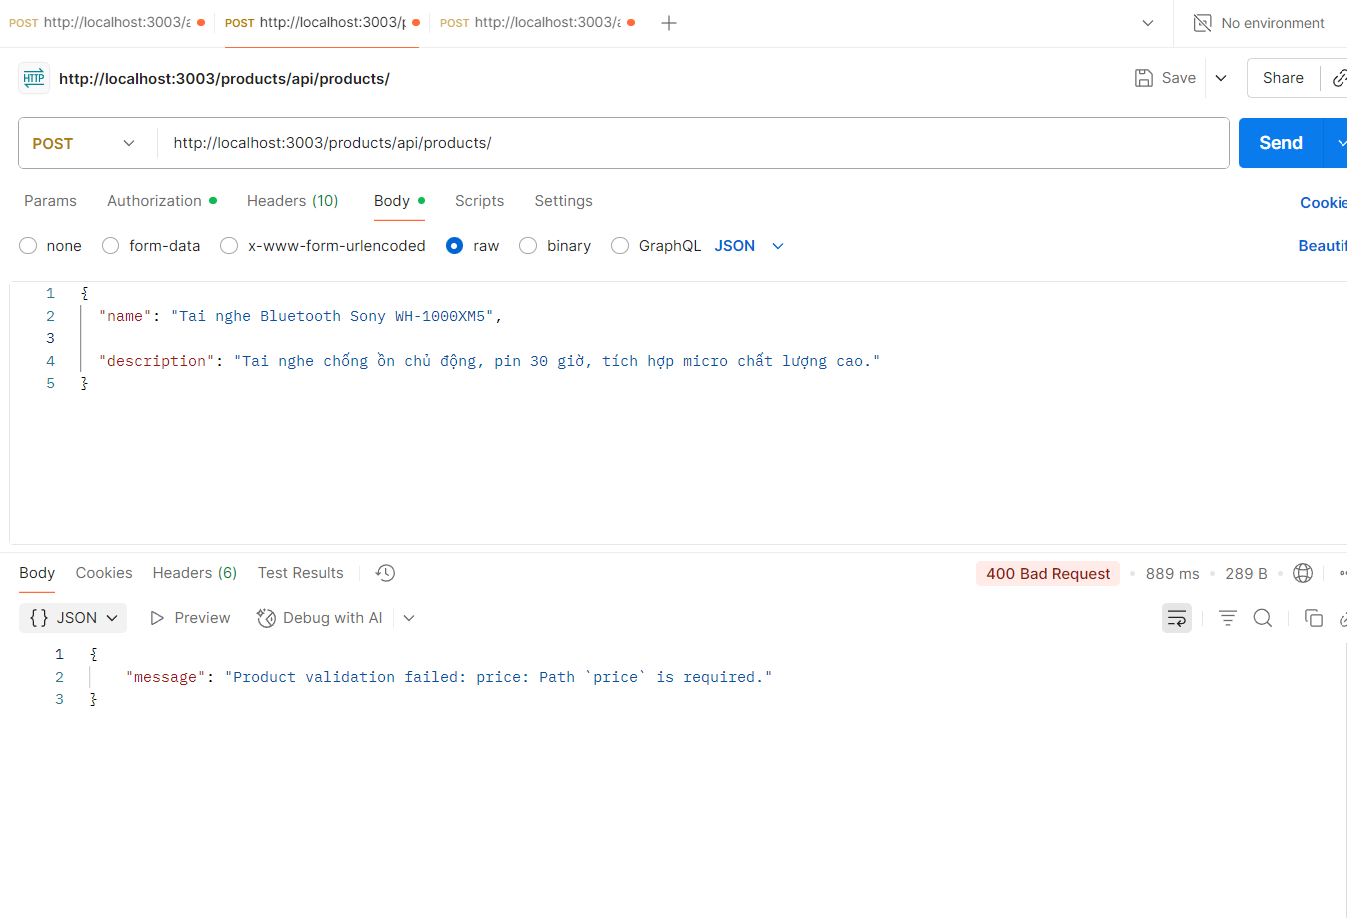 POST http://localhost:3003/a POST http://localhost:3003/p POST http://localhost:3003/a No environment
HTTP http://localhost:3003/products/api/products/ Save Share
POST http://localhost:3003/products/api/products/ Send
Params Authorization Headers (10) Body Scripts Settings Cookie
none form-data x-www-form-urlencoded raw binary GraphQL JSON Beautif
1 {
2 "name": "Tai nghe Bluetooth Sony WH-1000XM5",
3
4 "description": "Tai nghe chống ồn chủ động, pin 30 giờ, tích hợp micro chất lượng cao."
5 }
Body Cookies Headers (6) Test Results 400 Bad Request 889 ms 289 B
{} JSON Preview Debug with AI
1 {
2 "message": "Product validation failed: price: Path `price` is required."
3 }